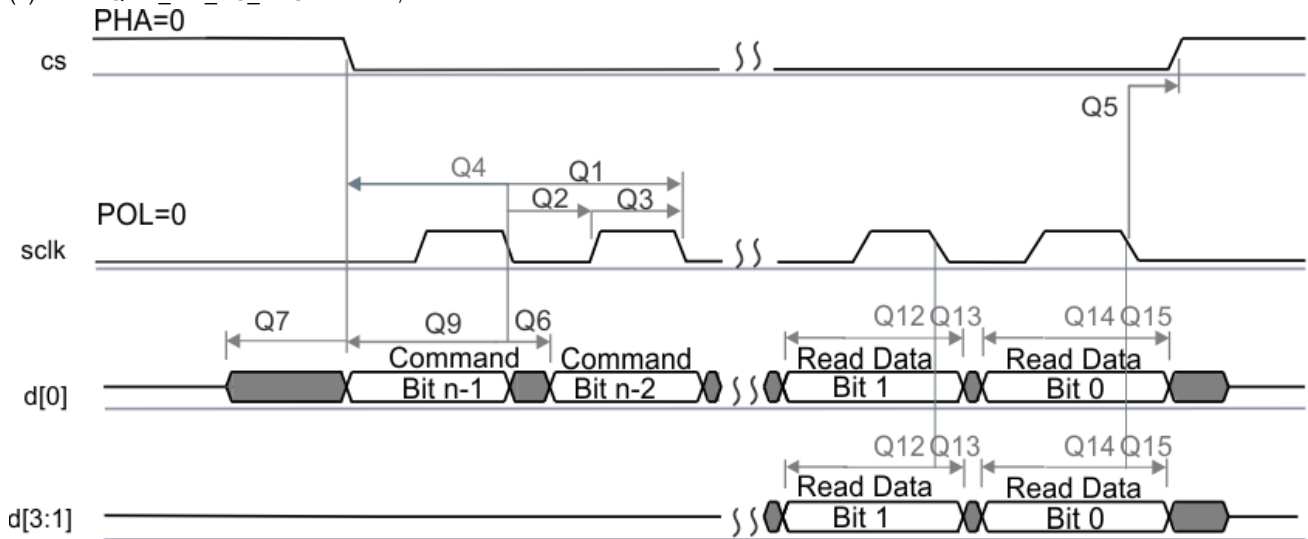 PHA=0
cs
Q5
Q4 Q1
Q2 Q3
POL=0
sclk
Q7 Q9 Q6 Q12 Q13 Q14 Q15
Command Command Read Data Read Data
d[0] Bit n-1 Bit n-2 Bit 1 Bit 0
Q12 Q13 Q14 Q15
Read Data Read Data
d[3:1] Bit 1 Bit 0